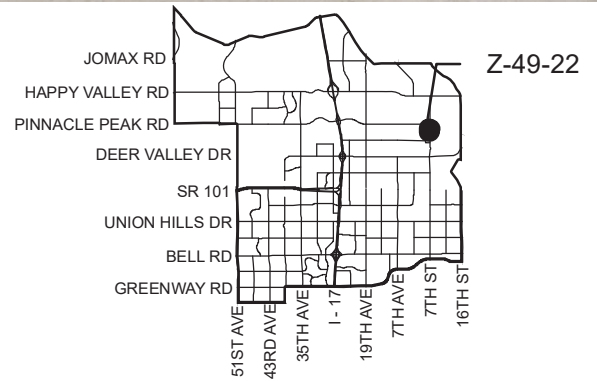 Z-49-22
JOMAX RD
HAPPY VALLEY RD
PINNACLE PEAK RD
DEER VALLEY DR
SR 101
UNION HILLS DR
BELL RD
GREENWAY RD
51ST AVE
43RD AVE
35TH AVE
I - 17
19TH AVE
7TH AVE
7TH ST
16TH ST